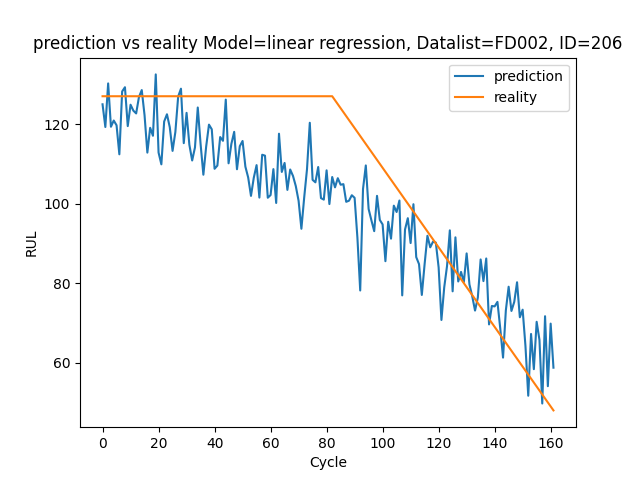 prediction vs reality Model=linear regression, Datalist=FD002, ID=206
prediction
reality
RUL
120
100
80
60
0 20 40 60 80 100 120 140 160
Cycle